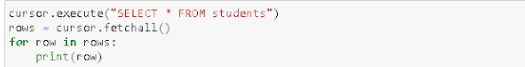 cursor.execute("SELECT * FROM students")
rows = cursor.fetchall()
for row in rows:
    print(row)